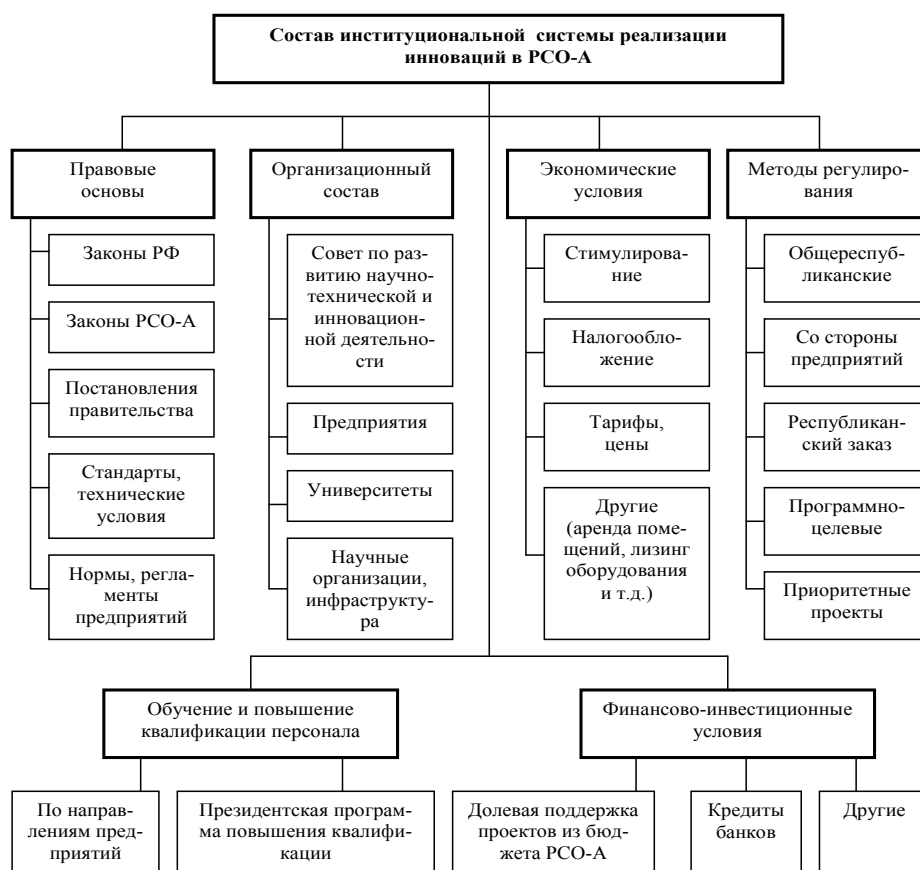 Состав институциональной системы реализации
инноваций в РСО-А
Правовые
основы
Законы РФ
Законы РСО-А
Постановления
правительства
Стандарты,
технические
условия
Нормы, регла-
менты
предприятий
Организационный
состав
Совет по раз-
витию научно-
технической и
инновацион-
ной деятельно-
сти
Предприятия
Университеты
Научные
организации,
инфраструкту-
ра
Экономические
условия
Стимулирова-
ние
Налогообло-
жение
Тарифы,
цены
Другие
(аренда поме-
щений, лизинг
оборудования
и т.д.)
Методы регулиро-
вания
Общереспуб-
ликанские
Со стороны
предприятий
Республикан-
ский заказ
Программно-
целевые
Приоритетные
проекты
Обучение и повышение
квалификации персонала
По направ-
лениям пред-
приятий
Президентская програм-
ма повышения квалифи-
кации
Финансово-инвестиционные
условия
Долевая поддержка
проектов из бюд-
жета РСО-А
Кредиты
банков
Другие